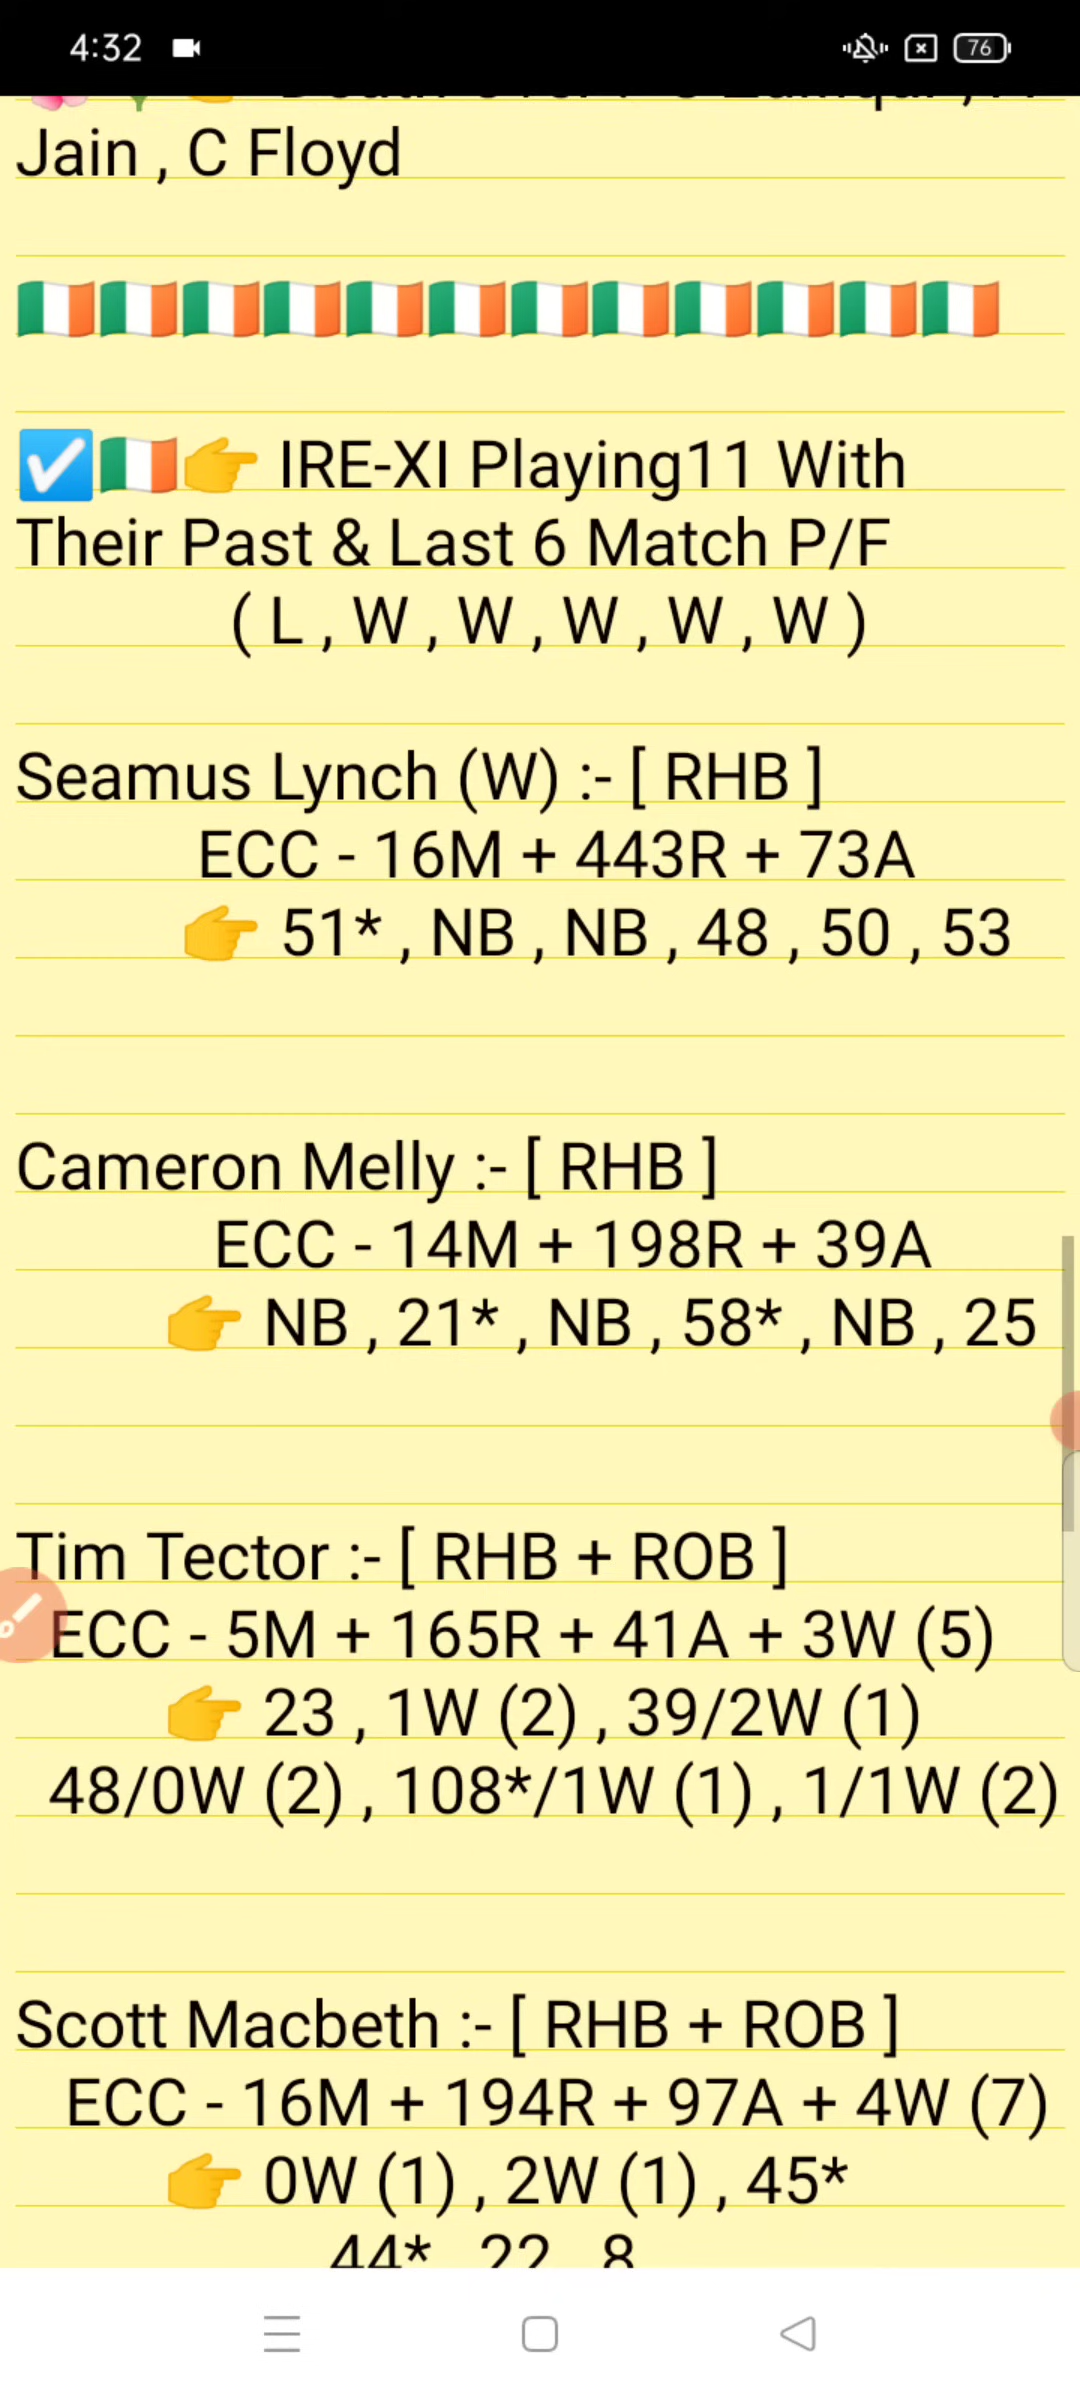 4:32
76
Jain , C Floyd
IRE-XI Playing11 With
Their Past & Last 6 Match P/F
( L , W , W , W , W , W )
Seamus Lynch (W) :- [ RHB ]
ECC - 16M + 443R + 73A
51* , NB , NB , 48 , 50 , 53
Cameron Melly :- [ RHB ]
ECC - 14M + 198R + 39A
NB , 21* , NB , 58* , NB , 25
Tim Tector :- [ RHB + ROB ]
ECC - 5M + 165R + 41A + 3W (5)
23 , 1W (2) , 39/2W (1)
48/0W (2) , 108*/1W (1) , 1/1W (2)
Scott Macbeth :- [ RHB + ROB ]
ECC - 16M + 194R + 97A + 4W (7)
0W (1) , 2W (1) , 45*
44* , 22 , 8